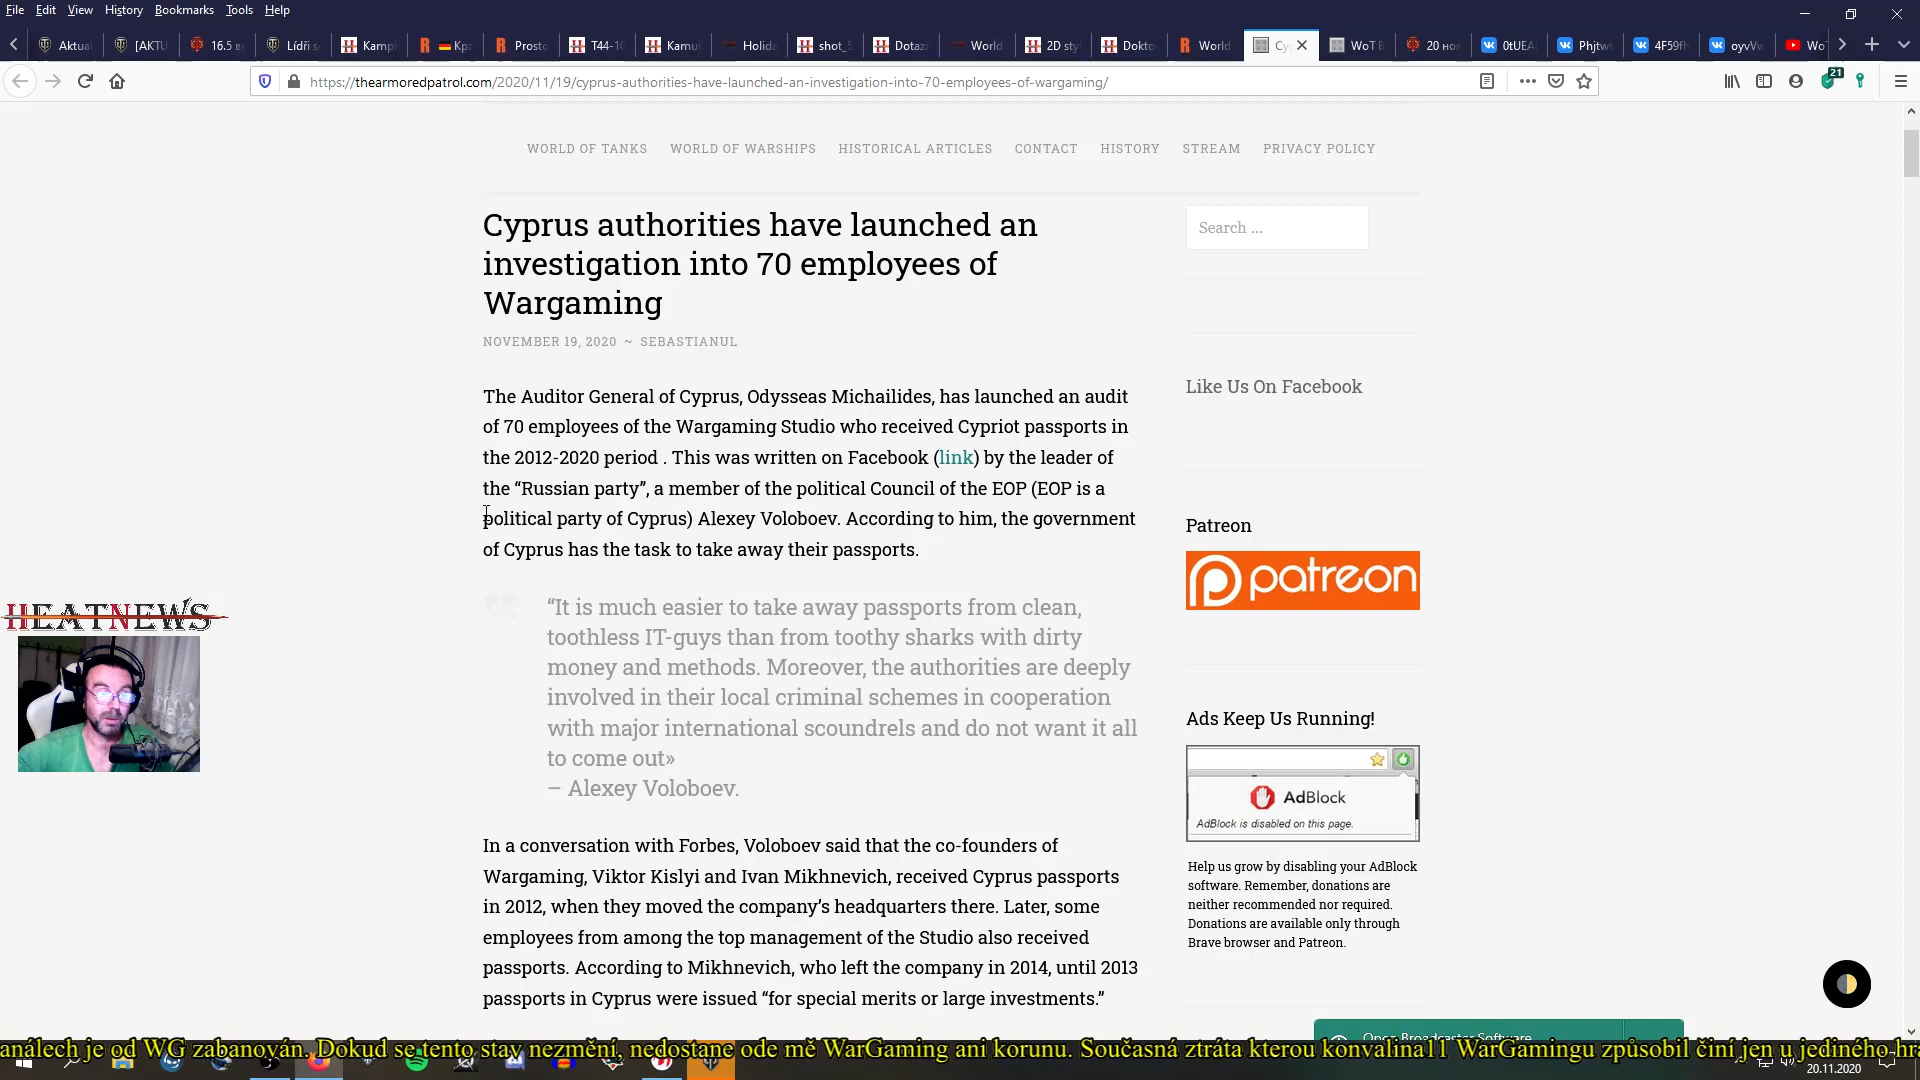 File Edit View History Bookmarks Tools Help
Aktua [AKTU 16.5 в Lídři s Kamp Kpz Prosto T44-10 Kamuf Holida shot_5 Dotaz World 2D sty Dokto World Cy WoT B 20 но 0tUEA Phjtw 4F59fh oyvVw Wo
https://thearmoredpatrol.com/2020/11/19/cyprus-authorities-have-launched-an-investigation-into-70-employees-of-wargaming/
21
WORLD OF TANKS WORLD OF WARSHIPS HISTORICAL ARTICLES CONTACT HISTORY STREAM PRIVACY POLICY
Cyprus authorities have launched an
investigation into 70 employees of
Wargaming
NOVEMBER 19, 2020 ~ SEBASTIANUL
The Auditor General of Cyprus, Odysseas Michailides, has launched an audit
of 70 employees of the Wargaming Studio who received Cypriot passports in
the 2012-2020 period . This was written on Facebook (link) by the leader of
the “Russian party”, a member of the political Council of the EOP (EOP is a
political party of Cyprus) Alexey Voloboev. According to him, the government
of Cyprus has the task to take away their passports.
“It is much easier to take away passports from clean,
toothless IT-guys than from toothy sharks with dirty
money and methods. Moreover, the authorities are deeply
involved in their local criminal schemes in cooperation
with major international scoundrels and do not want it all
to come out»
– Alexey Voloboev.
In a conversation with Forbes, Voloboev said that the co-founders of
Wargaming, Viktor Kislyi and Ivan Mikhnevich, received Cyprus passports
in 2012, when they moved the company’s headquarters there. Later, some
employees from among the top management of the Studio also received
passports. According to Mikhnevich, who left the company in 2014, until 2013
passports in Cyprus were issued “for special merits or large investments.”
Search ...
Like Us On Facebook
Patreon
patreon
Ads Keep Us Running!
AdBlock
AdBlock is disabled on this page.
Help us grow by disabling your AdBlock
software. Remember, donations are
neither recommended nor required.
Donations are available only through
Brave browser and Patreon.
HEATNEWS
Open Broadcaster Software
análech je od WG zabanován. Dokud se tento stav nezmění, nedostane ode mě WarGaming ani korunu. Současná ztráta kterou konvalina11 WarGamingu způsobil činí jen u jediného hrá
20.11.2020